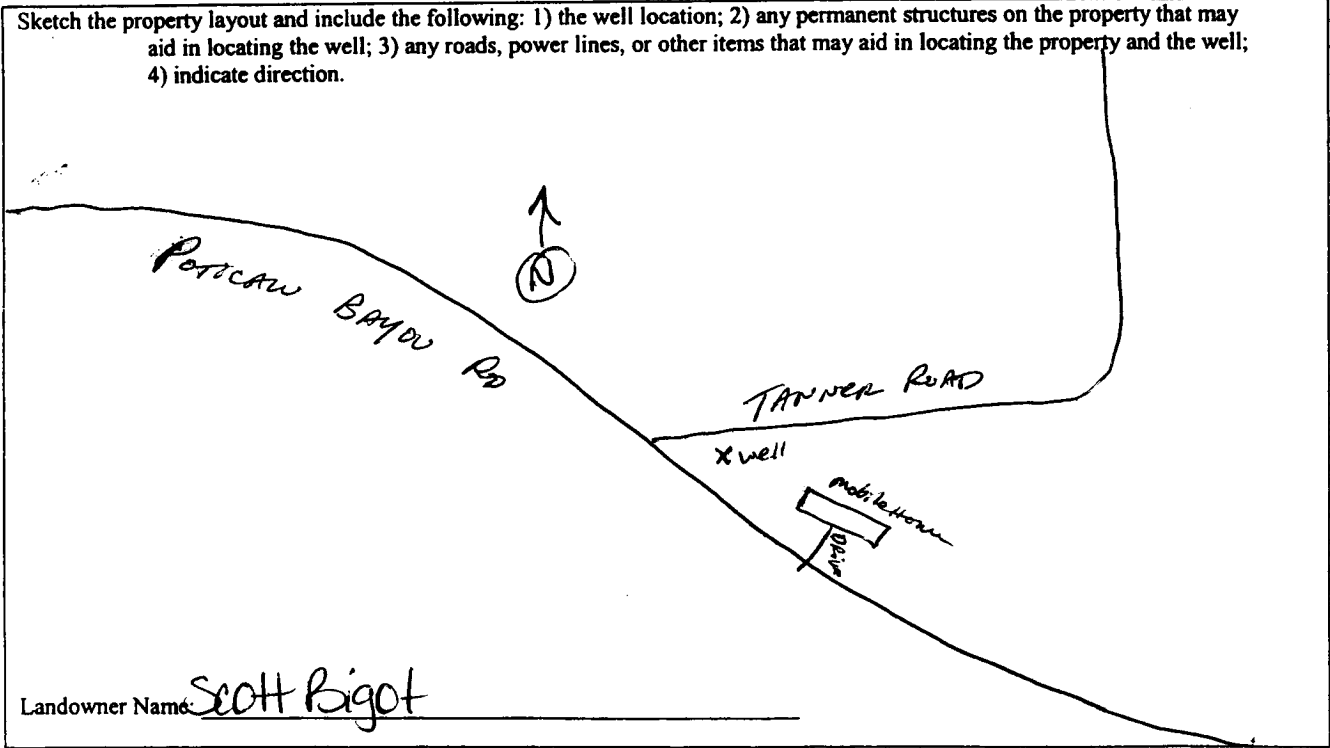 Sketch the property layout and include the following: 1) the well location; 2) any permanent structures on the property that may
aid in locating the well; 3) any roads, power lines, or other items that may aid in locating the property and the well;
4) indicate direction.
N
POTICAW BAYOU RD
TANNER ROAD
x well
mobile Home
Drive
Landowner Name: Scott Bigot